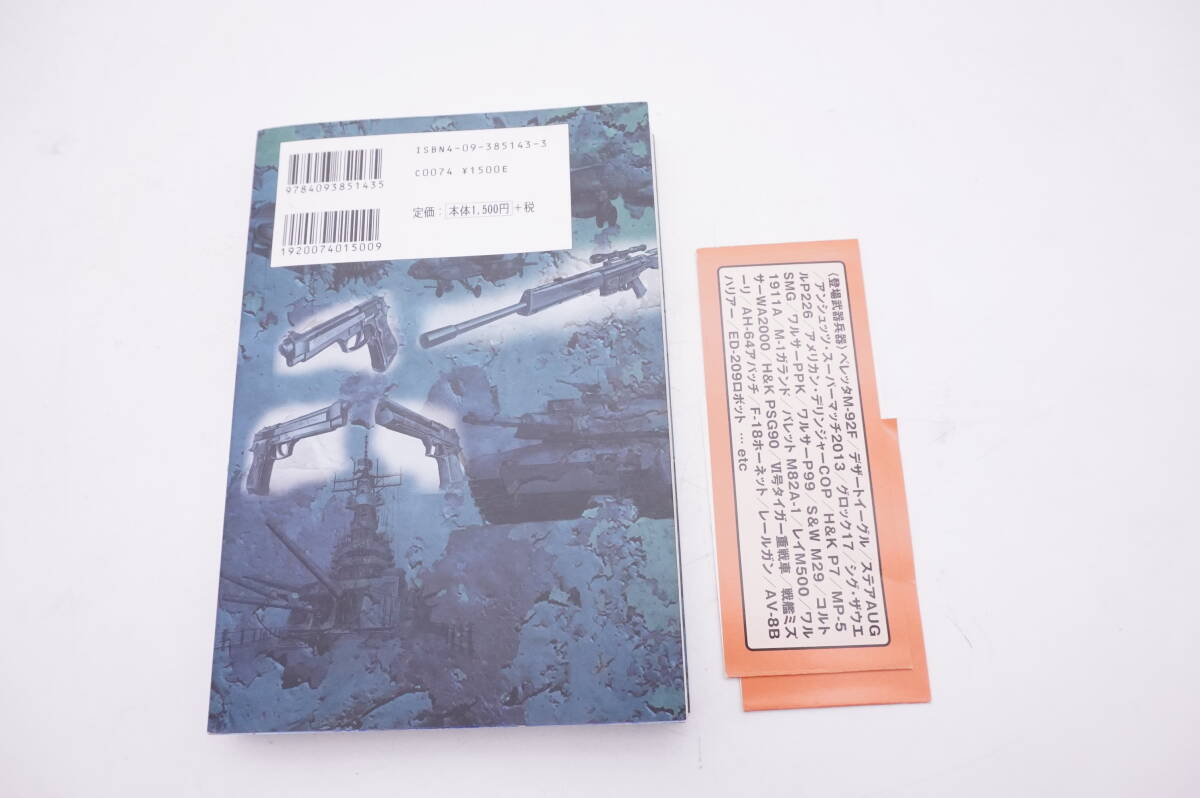 ISBN4-09-385143-3
C0074 ¥1500E
定価：本体1,500円+税
9784093851435
1920074015009
〈登場武器兵器〉ベレッタM-92F／デザートイーグル／ステアAUG
／アンシュッツ・スーパーマッチ2013／グロック17／シグ・ザウエ
ルP226／アメリカン・デリンジャーCOP／H&K P7／MP-5
SMG／ワルサーPPK／ワルサーP99／S&W M29／コルト
1911A／M-1ガランド／バレットM82A-1／レイM500／ワル
サーWA2000／H&K PSG90／Ⅵ号タイガー重戦車／戦艦ミズ
ーリ／AH-64アパッチ／F-18ホーネット／レールガン／AV-8B
ハリアー／ED-209ロボット…etc